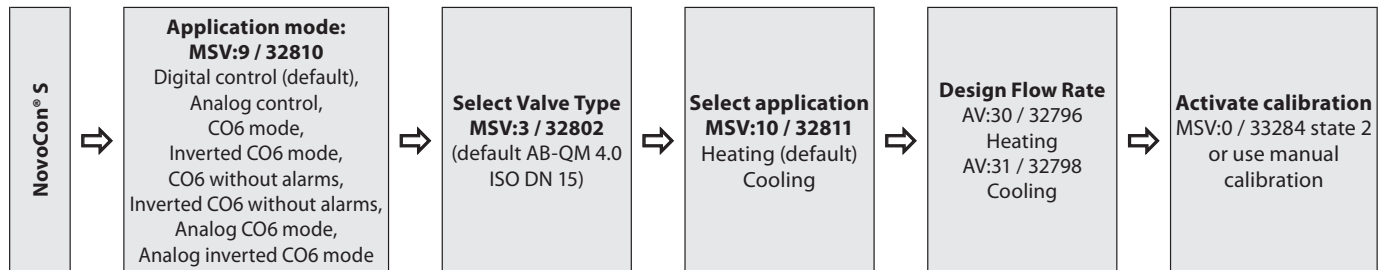 NovoCon® S
Application mode:
MSV:9 / 32810
Digital control (default),
Analog control,
CO6 mode,
Inverted CO6 mode,
CO6 without alarms,
Inverted CO6 without alarms,
Analog CO6 mode,
Analog inverted CO6 mode
Select Valve Type
MSV:3 / 32802
(default AB-QM 4.0
ISO DN 15)
Select application
MSV:10 / 32811
Heating (default)
Cooling
Design Flow Rate
AV:30 / 32796
Heating
AV:31 / 32798
Cooling
Activate calibration
MSV:0 / 33284 state 2
or use manual
calibration